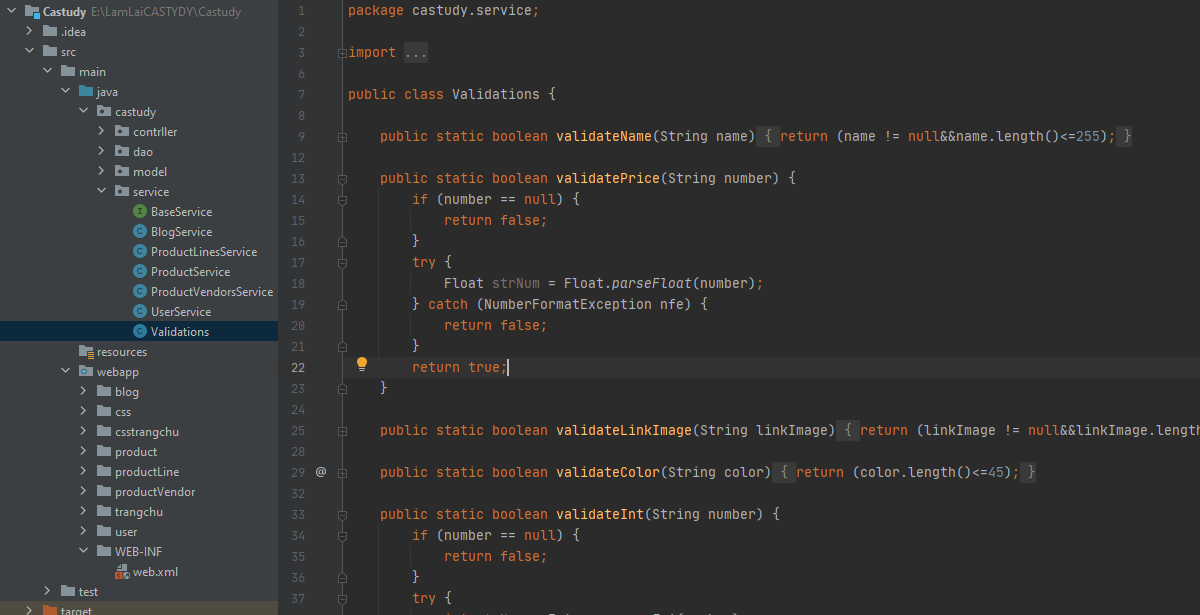 Castudy E:\LamLaiCASTYDY\Castudy
.idea
src
main
java
castudy
contrller
dao
model
service
BaseService
BlogService
ProductLinesService
ProductService
ProductVendorsService
UserService
Validations
resources
webapp
blog
css
csstrangchu
product
productLine
productVendor
trangchu
user
WEB-INF
web.xml
test
target
1 package castudy.service;
2
3 import ...
6
7 public class Validations {
8
9 public static boolean validateName(String name) { return (name != null&&name.length()<=255); }
12
13 public static boolean validatePrice(String number) {
14 if (number == null) {
15 return false;
16 }
17 try {
18 Float strNum = Float.parseFloat(number);
19 } catch (NumberFormatException nfe) {
20 return false;
21 }
22 return true;
23 }
24
25 public static boolean validateLinkImage(String linkImage) { return (linkImage != null&&linkImage.length
28
29 @ public static boolean validateColor(String color) { return (color.length()<=45); }
32
33 public static boolean validateInt(String number) {
34 if (number == null) {
35 return false;
36 }
37 try {